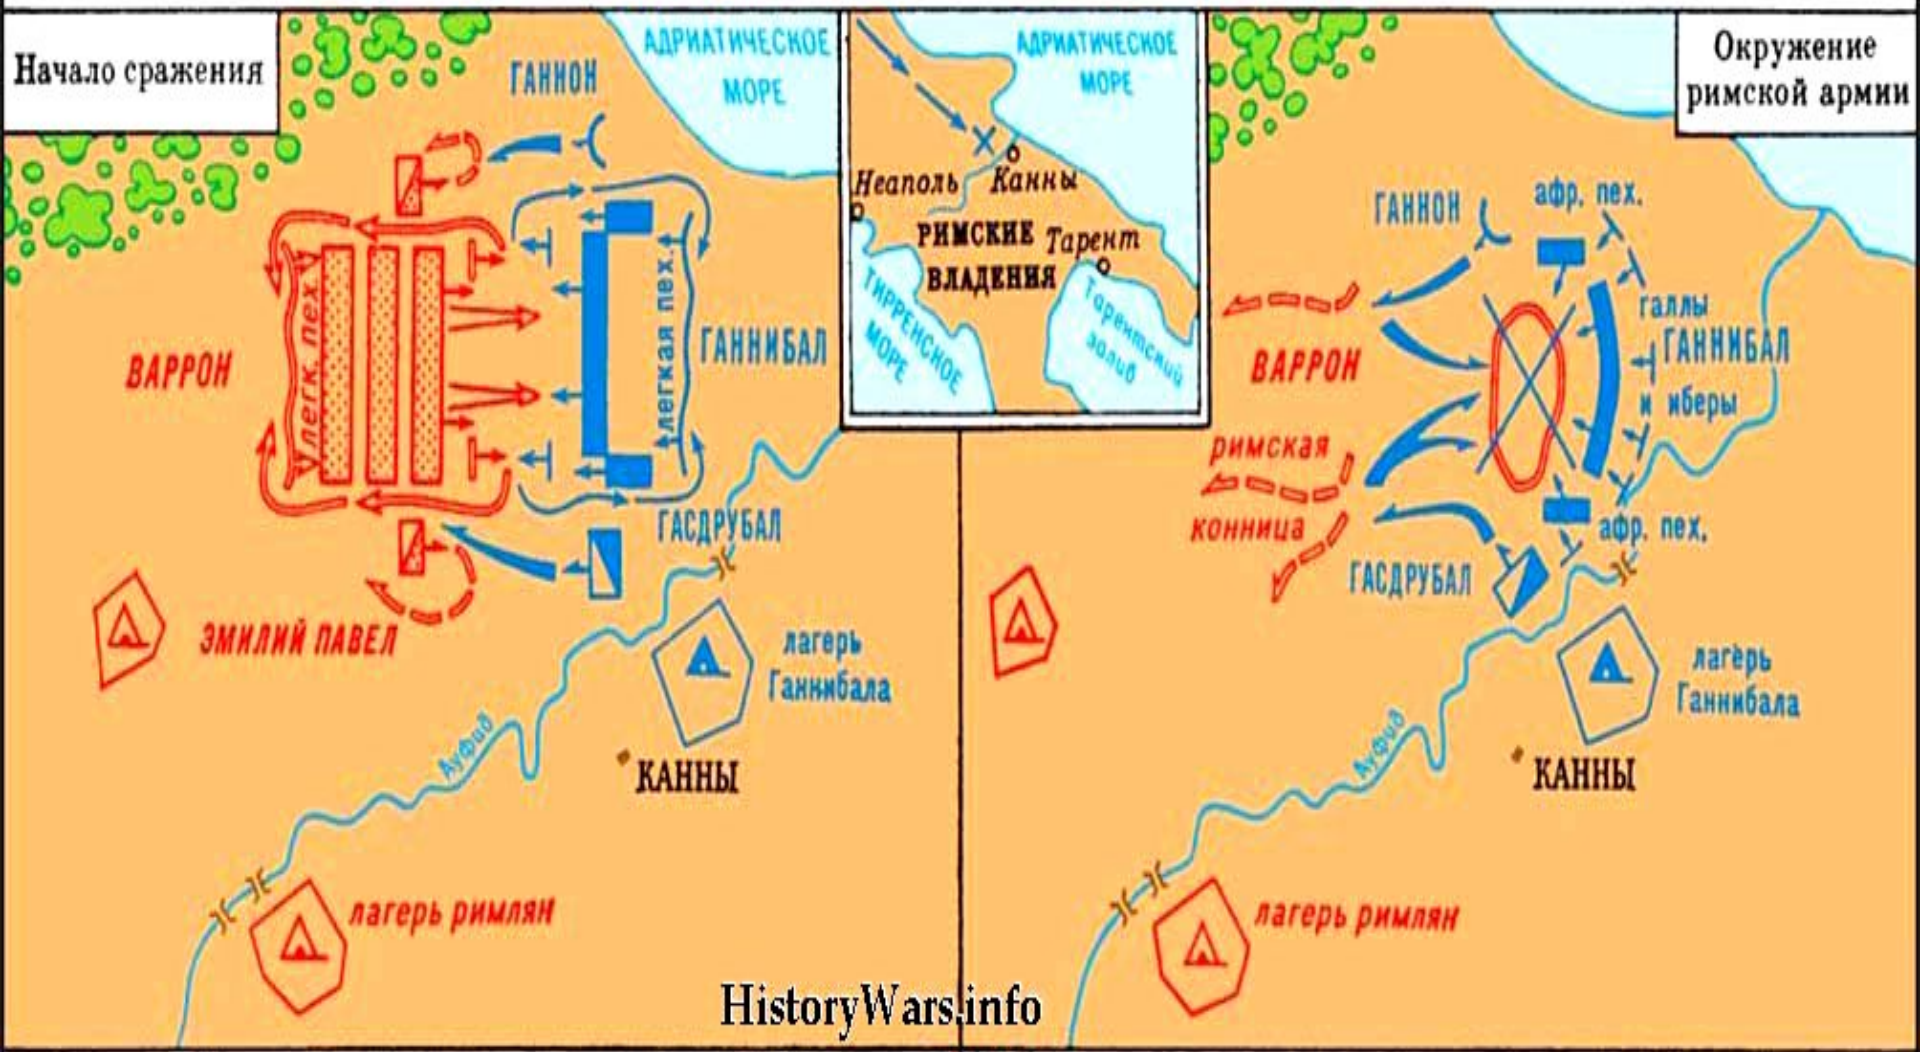 Начало сражения
АДРИАТИЧЕСКОЕ
МОРЕ
ГАННОН
легк. пех.
легкая пех.
ВАРРОН
ГАННИБАЛ
ГАСДРУБАЛ
ЭМИЛИЙ ПАВЕЛ
лагерь
Ганнибала
Ауфид
КАННЫ
лагерь римлян
АДРИАТИЧЕСКОЕ
МОРЕ
Неаполь
Канны
РИМСКИЕ
ВЛАДЕНИЯ
Тарент
ТИРРЕНСКОЕ
МОРЕ
Тарентский
залив
Окружение
римской армии
ГАННОН
афр. пех.
галлы
ГАННИБАЛ
и иберы
ВАРРОН
римская
конница
афр. пех.
ГАСДРУБАЛ
лагерь
Ганнибала
Ауфид
КАННЫ
лагерь римлян
HistoryWars.info